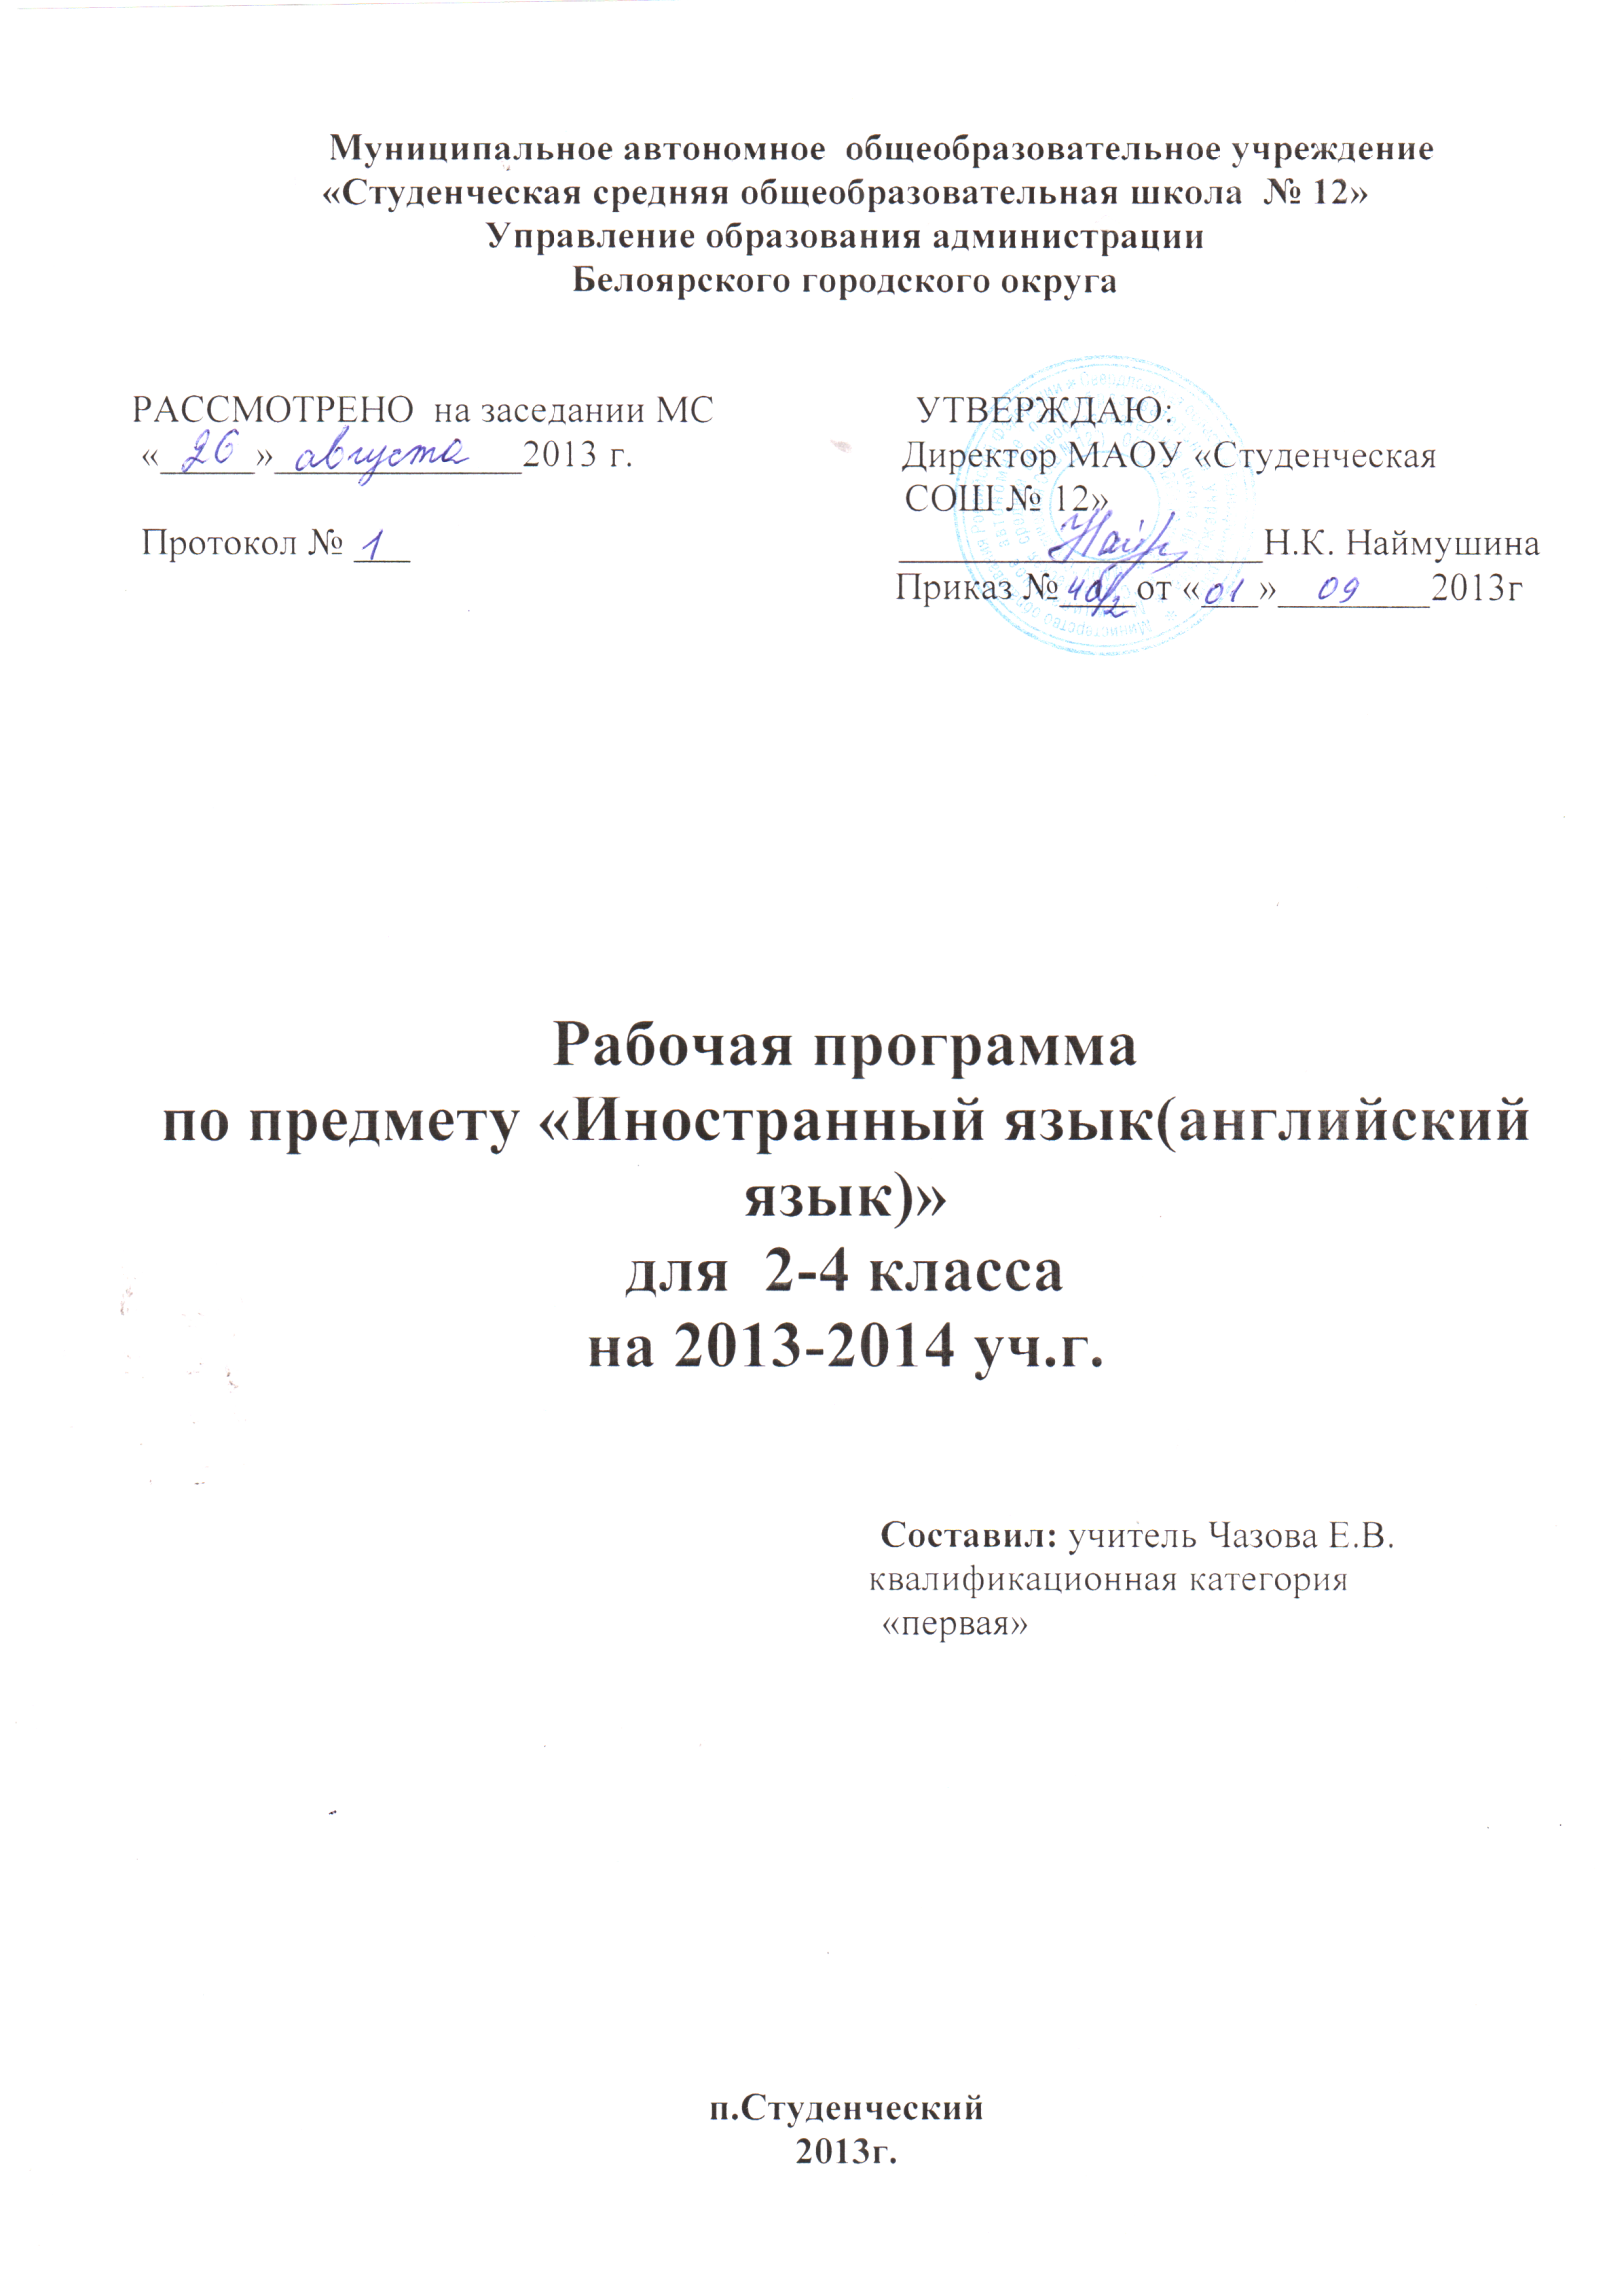 Муниципальное автономное общеобразовательное учреждение
«Студенческая средняя общеобразовательная школа № 12»
Управление образования администрации
Белоярского городского округа
РАССМОТРЕНО на заседании МС
«26» августа 2013 г.
Протокол № 1
УТВЕРЖДАЮ:
Директор МАОУ «Студенческая
СОШ № 12»
Н.К. Наймушина
Приказ № от «01» 09 2013г
Рабочая программа
по предмету «Иностранный язык(английский
язык)»
для 2-4 класса
на 2013-2014 уч.г.
Составил: учитель Чазова Е.В.
квалификационная категория
«первая»
п.Студенческий
2013г.